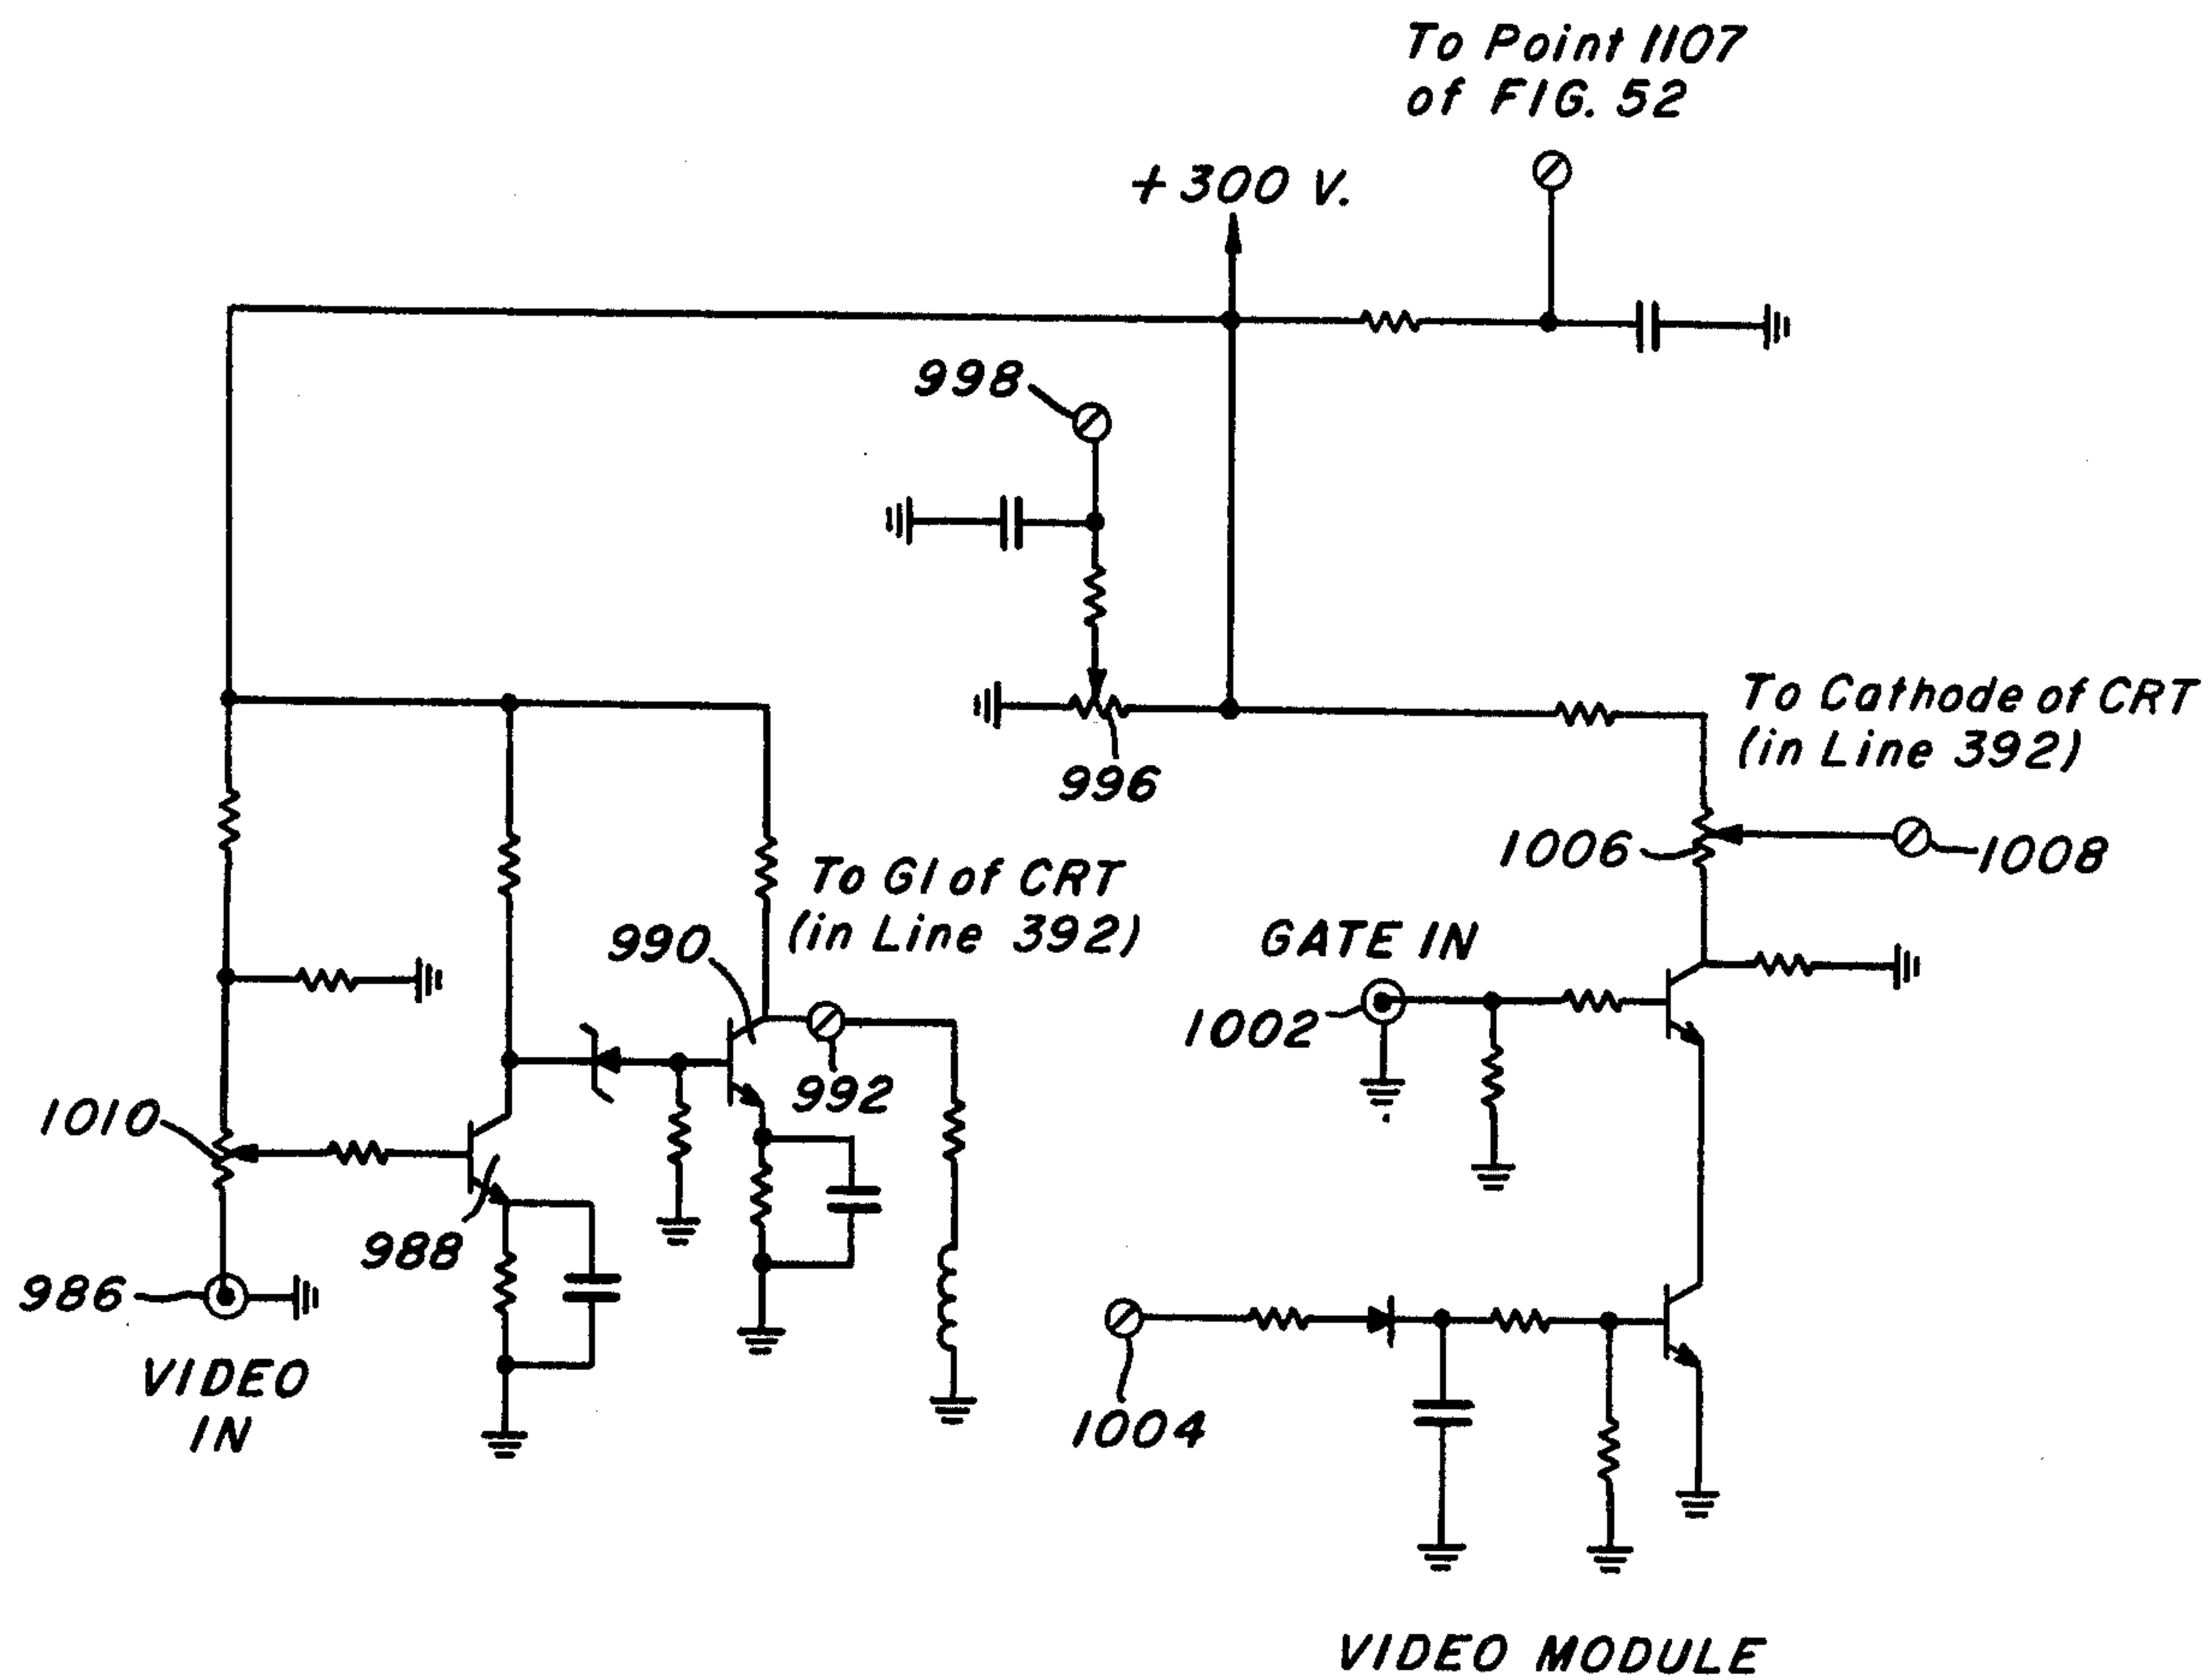 To Point 1107
of FIG. 52
+300 V.
998
996
To Cathode of CRT
(in Line 392)
1006
1008
To G1 of CRT
(in Line 392)
990
GATE IN
1002
992
1010
988
986
VIDEO
IN
1004
VIDEO MODULE